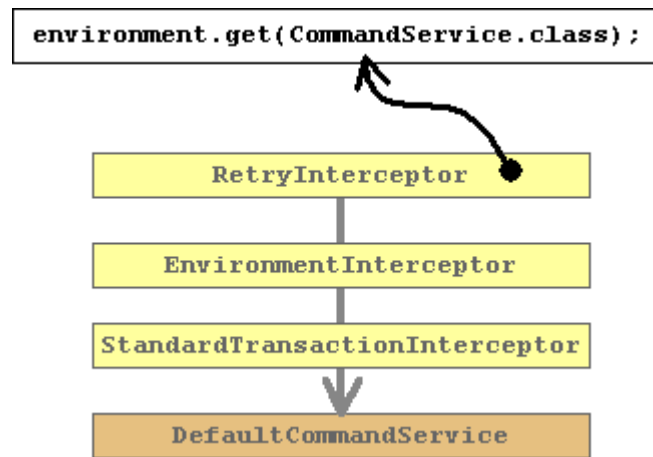 environment.get(CommandService.class);
RetryInterceptor
EnvironmentInterceptor
StandardTransactionInterceptor
DefaultCommandService